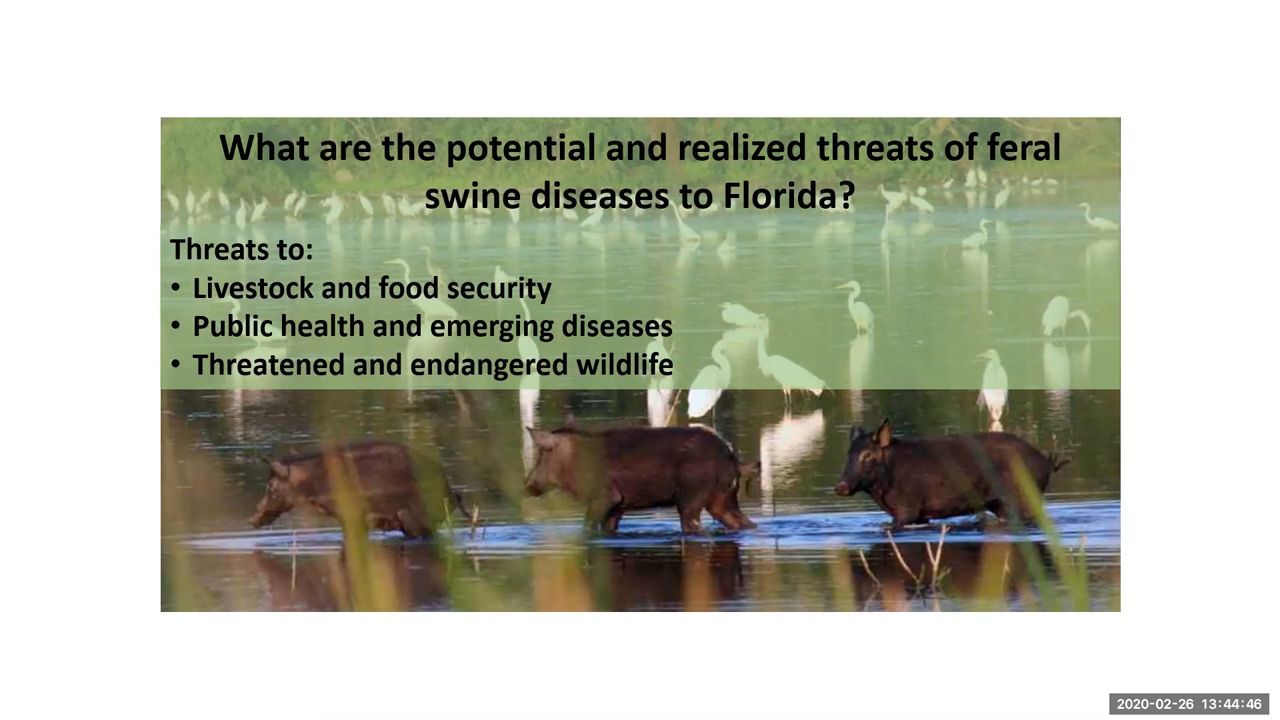 What are the potential and realized threats of feral
swine diseases to Florida?
Threats to:
• Livestock and food security
• Public health and emerging diseases
• Threatened and endangered wildlife
2020-02-26 13:44:46